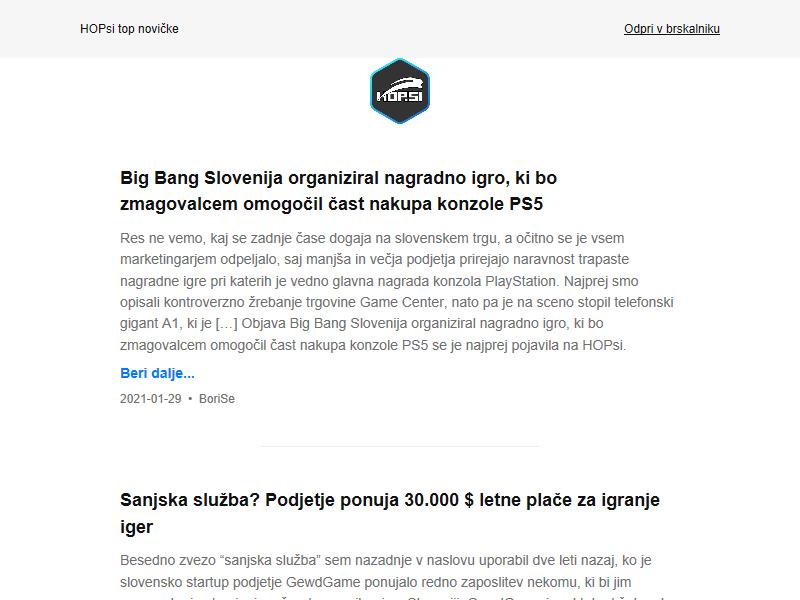 HOPsi top novičke
Odpri v brskalniku
HOP.SI
Big Bang Slovenija organiziral nagradno igro, ki bo
zmagovalcem omogočil čast nakupa konzole PS5
Res ne vemo, kaj se zadnje čase dogaja na slovenskem trgu, a očitno se je vsem
marketingarjem odpeljalo, saj manjša in večja podjetja prirejajo naravnost trapaste
nagradne igre pri katerih je vedno glavna nagrada konzola PlayStation. Najprej smo
opisali kontroverzno žrebanje trgovine Game Center, nato pa je na sceno stopil telefonski
gigant A1, ki je […] Objava Big Bang Slovenija organiziral nagradno igro, ki bo
zmagovalcem omogočil čast nakupa konzole PS5 se je najprej pojavila na HOPsi.
Beri dalje...
2021-01-29 • BoriSe
Sanjska služba? Podjetje ponuja 30.000 $ letne plače za igranje
iger
Besedno zvezo “sanjska služba” sem nazadnje v naslovu uporabil dve leti nazaj, ko je
slovensko startup podjetje GewdGame ponujalo redno zaposlitev nekomu, ki bi jim